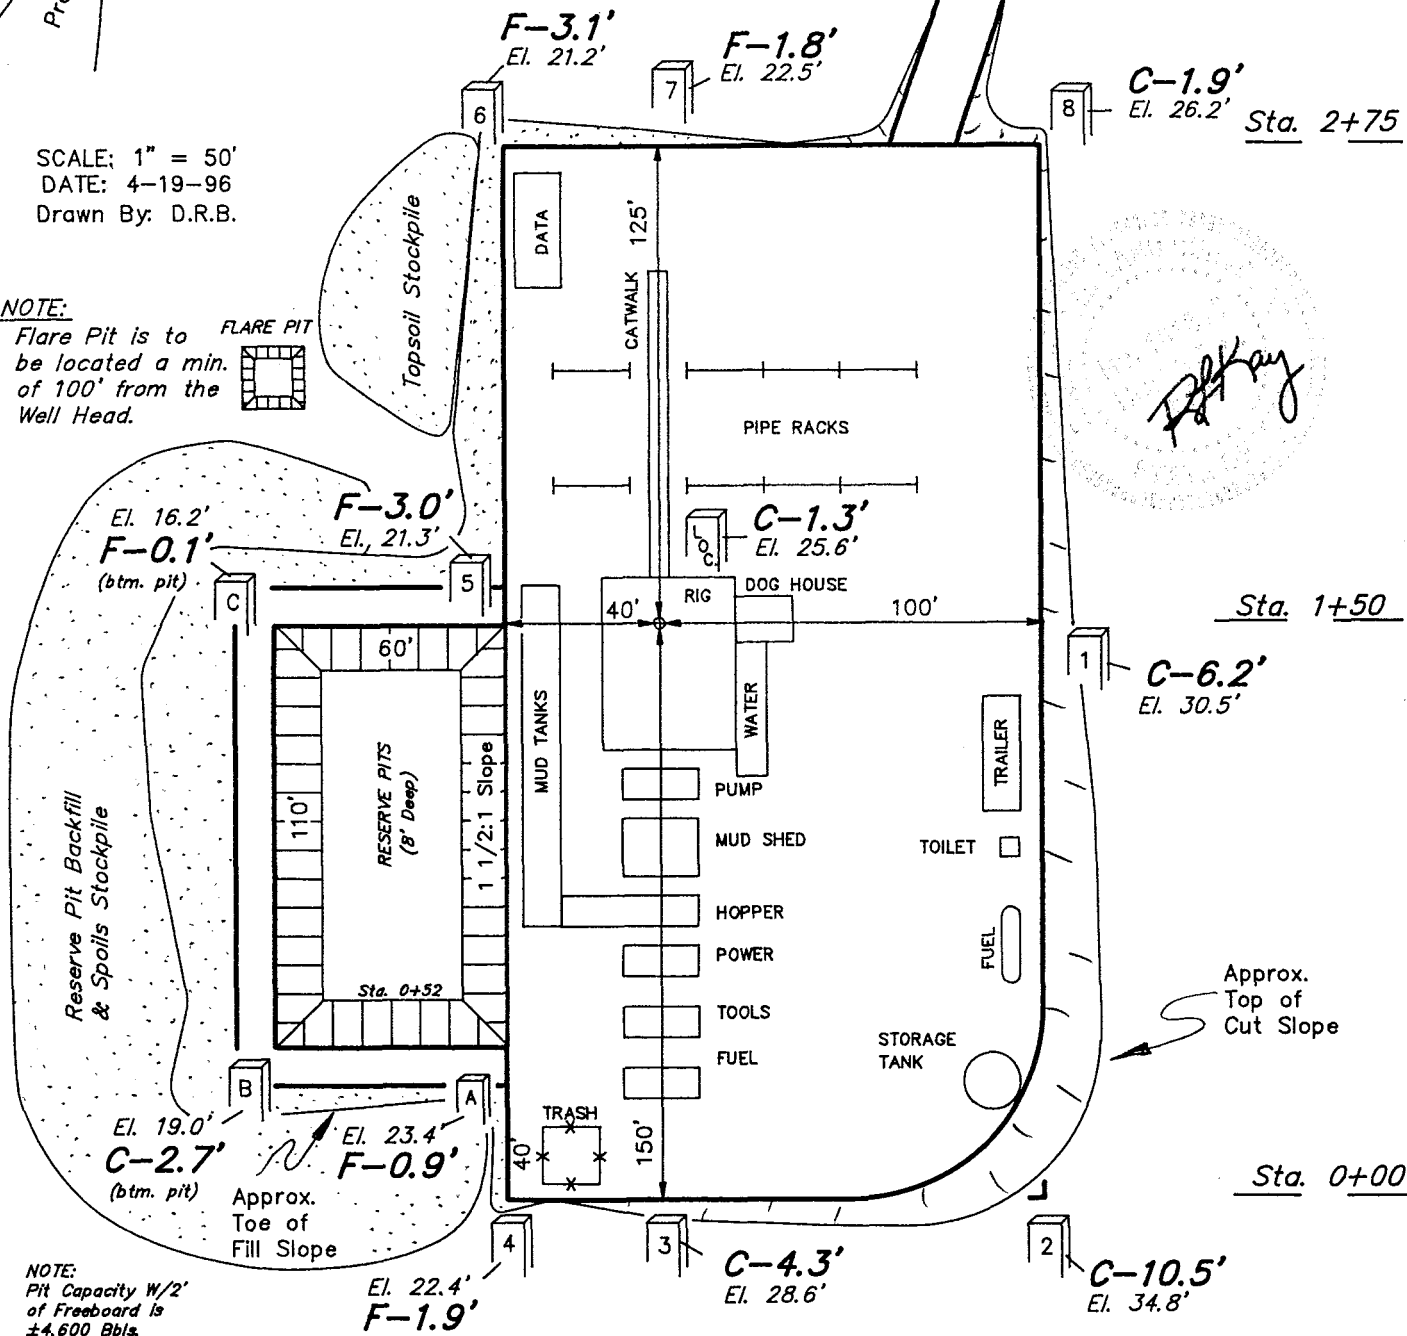 Pr
F-3.1'
El. 21.2'
F-1.8'
El. 22.5'
C-1.9'
El. 26.2'
Sta. 2+75
6
7
8
SCALE: 1" = 50'
DATE: 4-19-96
Drawn By: D.R.B.
Topsoil Stockpile
DATA
125'
CATWALK
NOTE:
Flare Pit is to
be located a min.
of 100' from the
Well Head.
FLARE PIT
PIPE RACKS
El. 16.2'
F-0.1'
(btm. pit)
C
F-3.0'
El. 21.3'
5
LOC.
C-1.3'
El. 25.6'
RIG
DOG HOUSE
40'
100'
Sta. 1+50
1
C-6.2'
El. 30.5'
60'
110'
RESERVE PITS
(8' Deep)
1 1/2:1 Slope
MUD TANKS
WATER
TRAILER
PUMP
MUD SHED
TOILET
HOPPER
POWER
FUEL
TOOLS
FUEL
STORAGE
TANK
Reserve Pit Backfill
& Spoils Stockpile
Sta. 0+52
Approx.
Top of
Cut Slope
B
A
El. 19.0'
C-2.7'
(btm. pit)
El. 23.4'
F-0.9'
Approx.
Toe of
Fill Slope
TRASH
40'
150'
Sta. 0+00
4
3
2
El. 22.4'
F-1.9'
C-4.3'
El. 28.6'
C-10.5'
El. 34.8'
NOTE:
Pit Capacity W/2'
of Freeboard is
±4,600 Bbls.